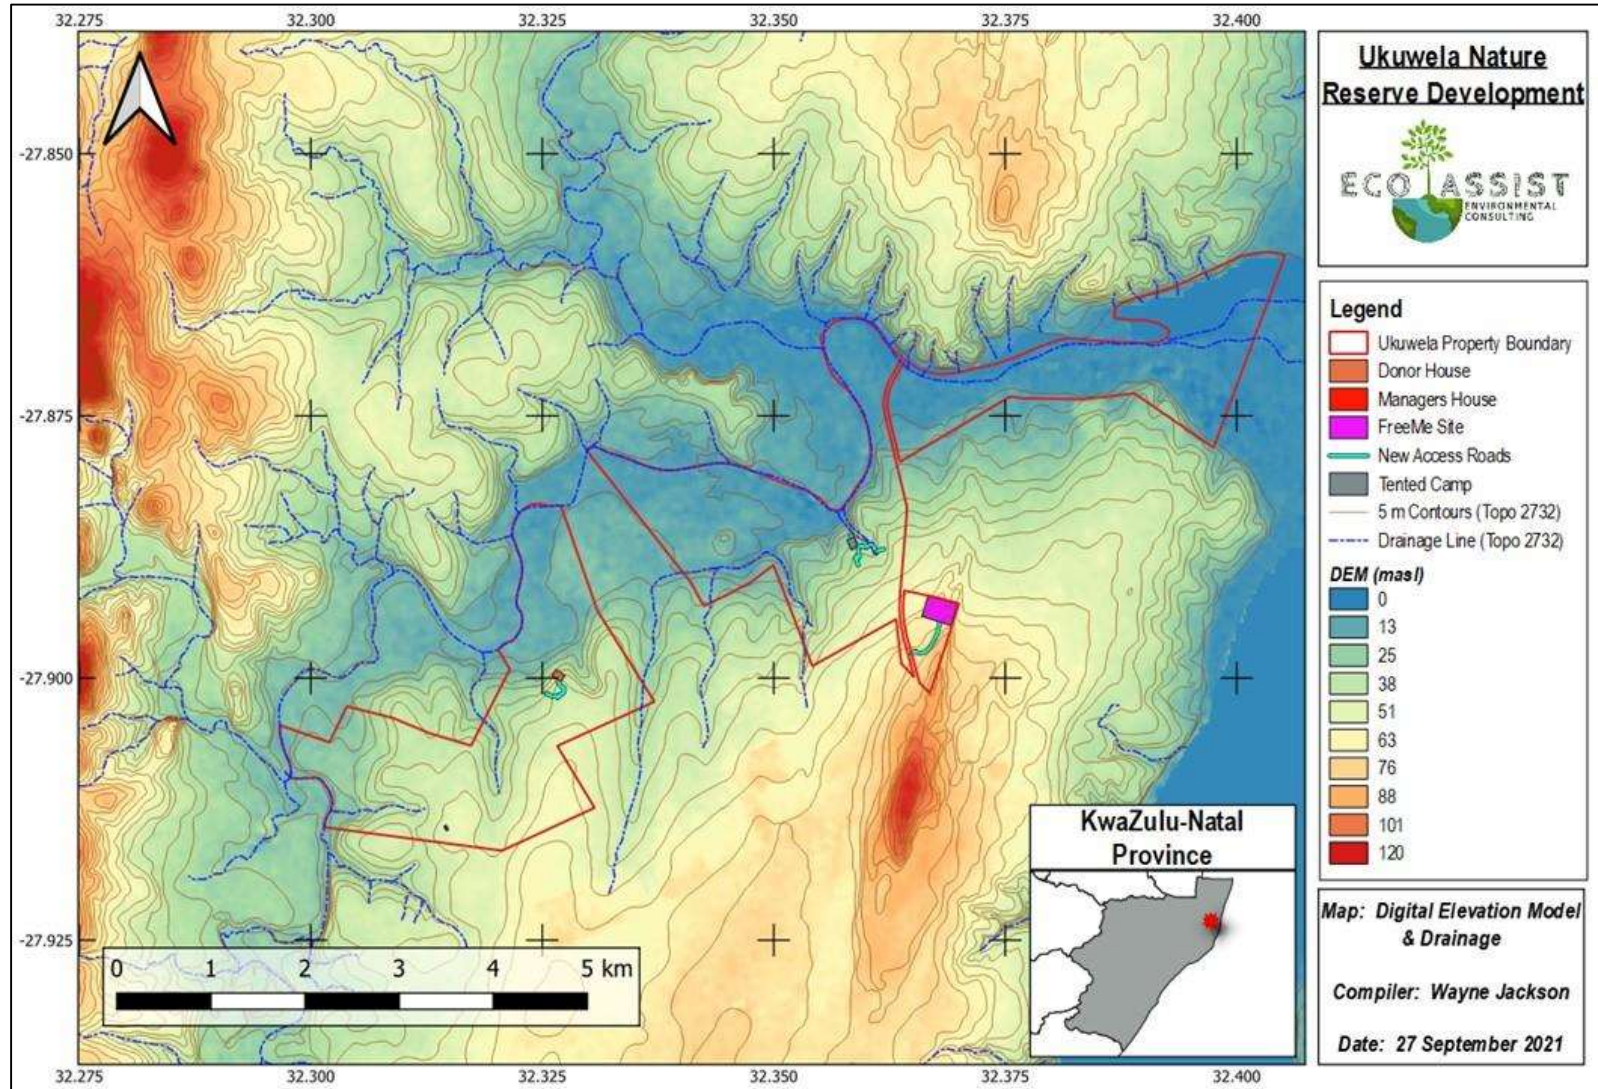 32.275 32.300 32.325 32.350 32.375 32.400
-27.850
-27.875
-27.900
-27.925
0 1 2 3 4 5 km
32.275 32.300 32.325 32.350 32.375 32.400
KwaZulu-Natal
Province
Ukuwela Nature
Reserve Development
ECO ASSIST
ENVIRONMENTAL
CONSULTING
Legend
Ukuwela Property Boundary
Donor House
Managers House
FreeMe Site
New Access Roads
Tented Camp
5 m Contours (Topo 2732)
Drainage Line (Topo 2732)
DEM (masl)
0
13
25
38
51
63
76
88
101
120
Map: Digital Elevation Model
& Drainage
Compiler: Wayne Jackson
Date: 27 September 2021